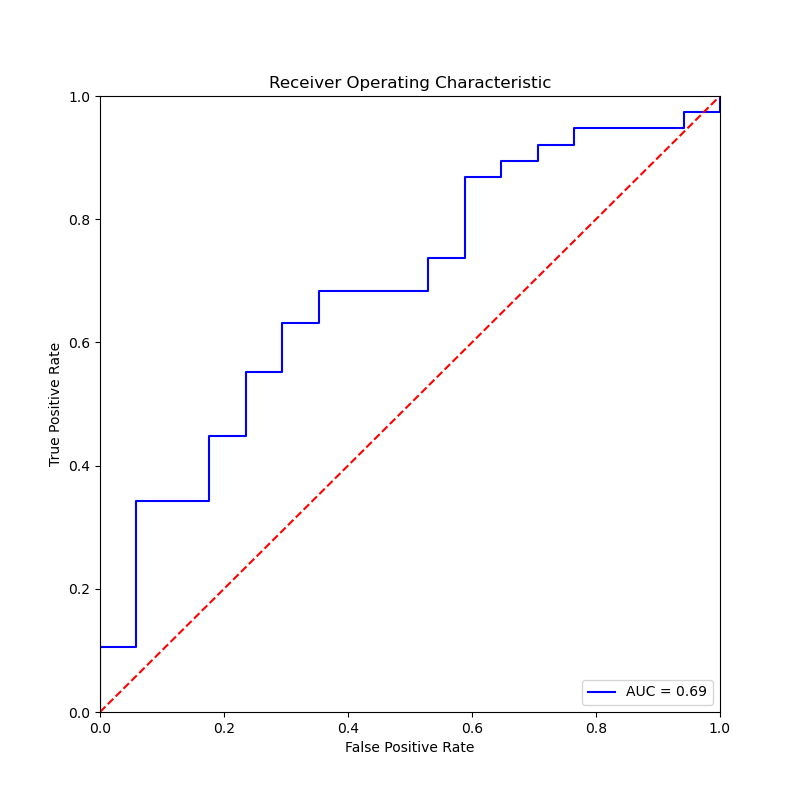 Receiver Operating Characteristic
1.0
0.8
0.6
0.4
0.2
0.0
True Positive Rate
AUC = 0.69
0.0 0.2 0.4 0.6 0.8 1.0
False Positive Rate